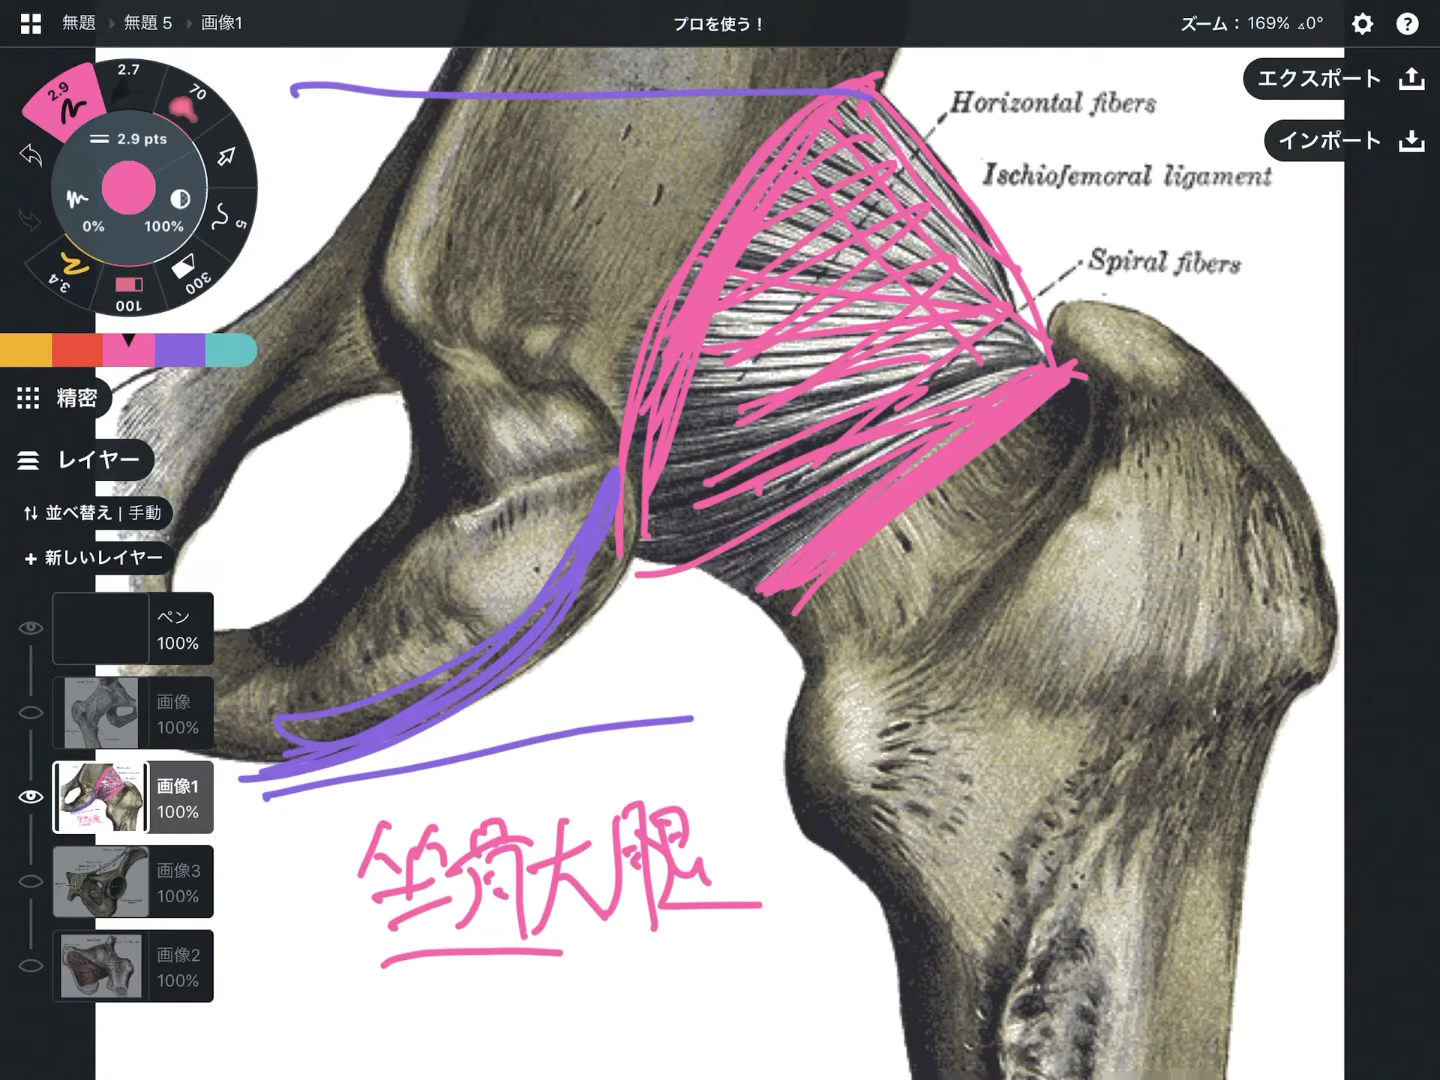 無題 › 無題 5 › 画像1
プロを使う！
ズーム： 169% ⊿0°
?
エクスポート
インポート
2.9
2.7
70
2.9 pts
0%
100%
5
300
100
3.4
精密
レイヤー
並べ替え | 手動
+ 新しいレイヤー
ペン
100%
画像
100%
画像1
100%
画像3
100%
画像2
100%
Horizontal fibers
Ischiofemoral ligament
Spiral fibers
坐骨大腿